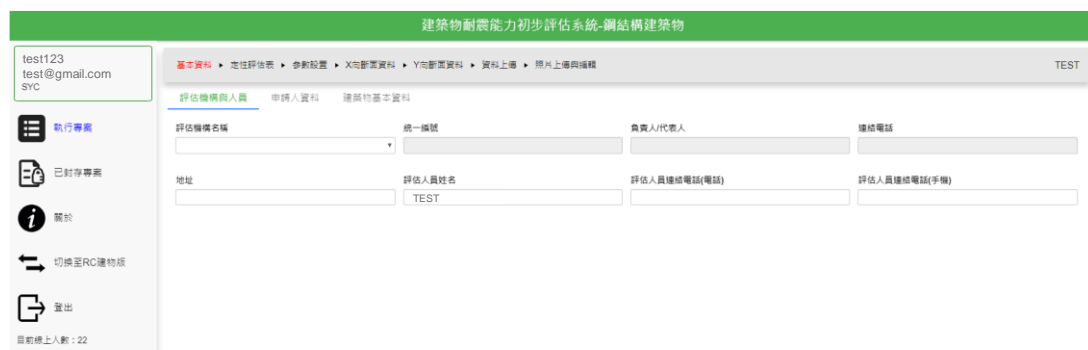 建築物耐震能力初步評估系統-鋼結構建築物
test123
test@gmail.com
SYC
基本資料 ▸ 定性評估表 ▸ 參數設置 ▸ X向斷面資料 ▸ Y向斷面資料 ▸ 資料上傳 ▸ 照片上傳與編輯 TEST
評估機構與人員 申請人資料 建築物基本資料
執行專案
評估機構名稱 統一編號 負責人/代表人 連絡電話
已封存專案
地址 評估人員姓名 評估人員連絡電話(電話) 評估人員連絡電話(手機)
TEST
關於
切換至RC建物版
登出
目前線上人數：22